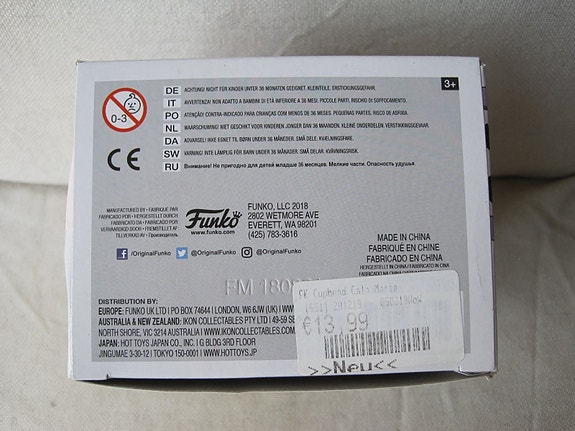 0-3
3+
DE ACHTUNG! NICHT FÜR KINDER UNTER 36 MONATEN GEEIGNET. KLEINTEILE. ERSTICKUNGSGEFAHR.
IT AVVERTENZA! NON ADATTO A BAMBINI DI ETÀ INFERIORE A 36 MESI. PICCOLE PARTI. RISCHIO DI SOFFOCAMENTO.
PO ATENÇÃO! CONTRA-INDICADO PARA CRIANÇAS COM MENOS DE 36 MESES. PEQUENAS PARTES. RISCO DE ASFIXIA.
NL WAARSCHUWING! NIET GESCHIKT VOOR KINDEREN JONGER DAN 36 MAANDEN. KLEINE ONDERDELEN. VERSTIKKINGSGEVAAR.
DA ADVARSEL! IKKE EGNET TIL BØRN UNDER 36 MÅNEDER. SMÅ DELE. KVÆLNINGSFARE.
SW VARNING! INTE LÄMPLIG FÖR BARN UNDER 36 MÅNADER. SMÅ DELAR. KVÄVNINGSRISK.
RU Внимание! Не пригодно для детей младше 36 месяцев. Мелкие части. Опасность удушья.
CE
MANUFACTURED BY • FABRIQUÉ PAR
FABRICADO POR • HERGESTELLT DURCH
FABBRICATO DA • FABRICADO POR
VERVAARDIGD DOOR • FREMSTILLET AF
TILLVERKAD AV • Производитель
Funko
www.funko.com
FUNKO, LLC 2018
2802 WETMORE AVE
EVERETT, WA 98201
(425) 783-3616
/OriginalFunko @OriginalFunko @OriginalFunko
MADE IN CHINA
FABRIQUÉ EN CHINE
FABRICADO EN CHINA
HERGESTELLT IN CHINA / FABBRICATO IN CINA
DISTRIBUTION BY:
EUROPE: FUNKO UK LTD | PO BOX 74644 | LONDON, W6 6JW (UK)
AUSTRALIA & NEW ZEALAND: IKON COLLECTABLES PTY LTD | 49-59
NORTH SHORE, VIC 3214 AUSTRALIA | WWW.IKONCOLLECTABLES.COM
JAPAN: HOT TOYS JAPAN CO., INC. | G BLDG 3RD FLOOR
JINGUMAE 3-30-12 | TOKYO 150-0001 | WWW.HOTTOYS.JP
Cuphead Cala Maria
€13,99
>>Neu<<